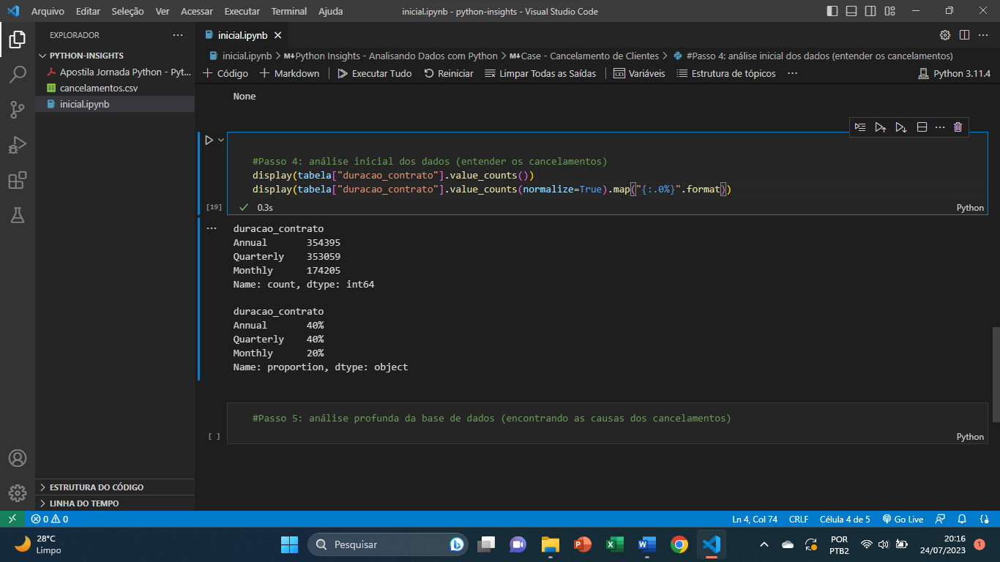 Arquivo Editar Seleção Ver Acessar Executar Terminal Ajuda inicial.ipynb - python-insights - Visual Studio Code
EXPLORADOR
PYTHON-INSIGHTS
Apostila Jornada Python - Pyt...
cancelamentos.csv
inicial.ipynb
ESTRUTURA DO CÓDIGO
LINHA DO TEMPO
inicial.ipynb
inicial.ipynb > M↓Python Insights - Analisando Dados com Python > M↓Case - Cancelamento de Clientes > #Passo 4: análise inicial dos dados (entender os cancelamentos)
+ Código + Markdown Executar Tudo Reiniciar Limpar Todas as Saídas Variáveis Estrutura de tópicos ... Python 3.11.4
None
#Passo 4: análise inicial dos dados (entender os cancelamentos)
display(tabela["duracao_contrato"].value_counts())
display(tabela["duracao_contrato"].value_counts(normalize=True).map("{:.0%}".format))
[19] 0.3s Python
duracao_contrato
Annual 354395
Quarterly 353059
Monthly 174205
Name: count, dtype: int64
duracao_contrato
Annual 40%
Quarterly 40%
Monthly 20%
Name: proportion, dtype: object
#Passo 5: análise profunda da base de dados (encontrando as causas dos cancelamentos)
[ ] Python
0 0 Ln 4, Col 74 CRLF Célula 4 de 5 Go Live
28°C
Limpo
Pesquisar
POR
PTB2
20:16
24/07/2023
1